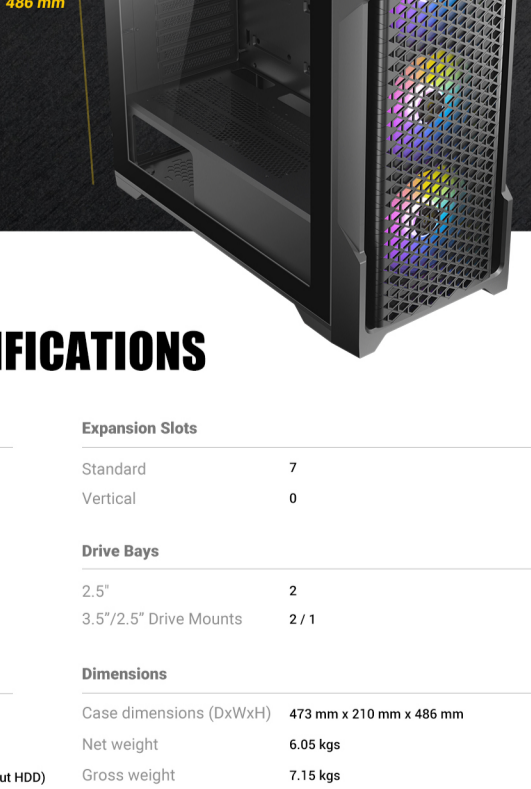 486 mm
IFICATIONS
Expansion Slots
Standard 7
Vertical 0
Drive Bays
2.5" 2
3.5”/2.5” Drive Mounts 2 / 1
Dimensions
Case dimensions (DxWxH) 473 mm x 210 mm x 486 mm
Net weight 6.05 kgs
ut HDD) Gross weight 7.15 kgs